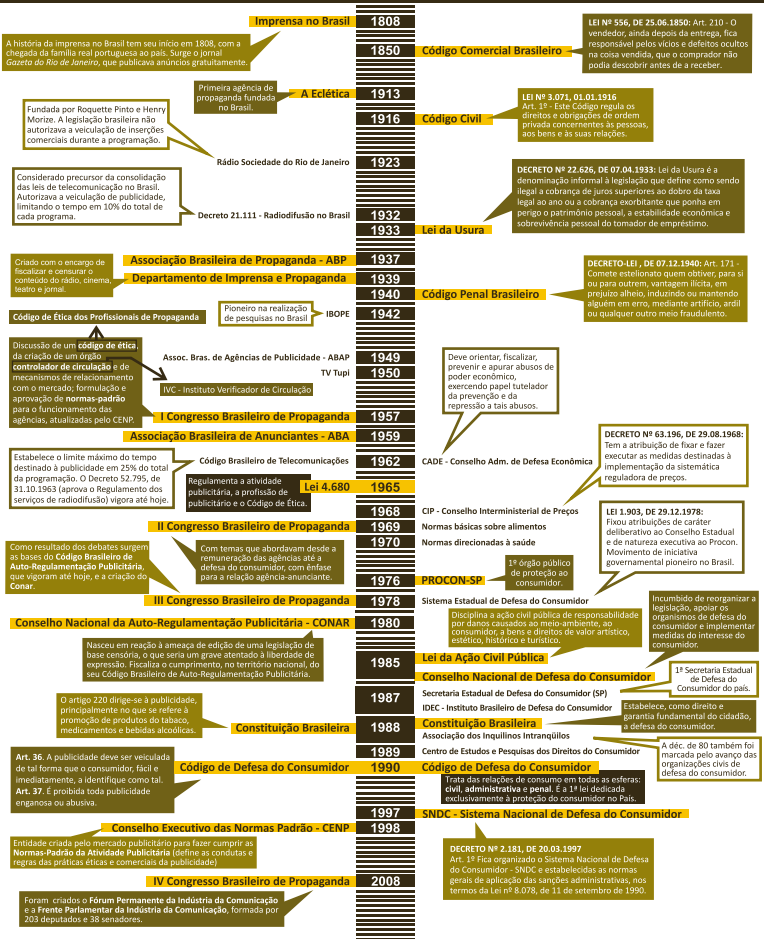 Imprensa no Brasil
1808
LEI Nº 556, DE 25.06.1850: Art. 210 - O
vendedor, ainda depois da entrega, fica
responsável pelos vícios e defeitos ocultos
na coisa vendida, que o comprador não
podia descobrir antes de a receber.
A história da imprensa no Brasil tem seu início em 1808, com a
chegada da família real portuguesa ao país. Surge o jornal
Gazeta do Rio de Janeiro, que publicava anúncios gratuitamente.
1850
Código Comercial Brasileiro
Primeira agência de
propaganda fundada
no Brasil.
A Eclética
1913
LEI Nº 3.071, 01.01.1916
Art. 1º - Este Código regula os
direitos e obrigações de ordem
privada concernentes às pessoas,
aos bens e às suas relações.
Fundada por Roquette Pinto e Henry
Morize. A legislação brasileira não
autorizava a veiculação de inserções
comerciais durante a programação.
1916
Código Civil
Rádio Sociedade do Rio de Janeiro
1923
DECRETO Nº 22.626, DE 07.04.1933: Lei da Usura é a
denominação informal à legislação que define como sendo
ilegal a cobrança de juros superiores ao dobro da taxa
legal ao ano ou a cobrança exorbitante que ponha em
perigo o patrimônio pessoal, a estabilidade econômica e
sobrevivência pessoal do tomador de empréstimo.
Considerado precursor da consolidação
das leis de telecomunicação no Brasil.
Autorizava a veiculação de publicidade,
limitando o tempo em 10% do total de
cada programa.
Decreto 21.111 - Radiodifusão no Brasil
1932
1933
Lei da Usura
Associação Brasileira de Propaganda - ABP
1937
Criado com o encargo de
fiscalizar e censurar o
conteúdo do rádio, cinema,
teatro e jornal.
Departamento de Imprensa e Propaganda
1939
DECRETO-LEI , DE 07.12.1940: Art. 171 -
Comete estelionato quem obtiver, para si
ou para outrem, vantagem ilícita, em
prejuízo alheio, induzindo ou mantendo
alguém em erro, mediante artifício, ardil
ou qualquer outro meio fraudulento.
1940
Código Penal Brasileiro
Código de Ética dos Profissionais de Propaganda
Pioneiro na realização
de pesquisas no Brasil
IBOPE
1942
Discussão de um código de ética,
da criação de um órgão
controlador de circulação e de
mecanismos de relacionamento
com o mercado; formulação e
aprovação de normas-padrão
para o funcionamento das
agências, atualizadas pelo CENP.
Assoc. Bras. de Agências de Publicidade - ABAP
1949
TV Tupi
1950
IVC - Instituto Verificador de Circulação
Deve orientar, fiscalizar,
prevenir e apurar abusos de
poder econômico,
exercendo papel tutelador
da prevenção e da
repressão a tais abusos.
I Congresso Brasileiro de Propaganda
1957
Associação Brasileira de Anunciantes - ABA
1959
DECRETO Nº 63.196, DE 29.08.1968:
Tem a atribuição de fixar e fazer
executar as medidas destinadas à
implementação da sistemática
reguladora de preços.
Estabelece o limite máximo do tempo
destinado à publicidade em 25% do total
da programação. O Decreto 52.795, de
31.10.1963 (aprova o Regulamento dos
serviços de radiodifusão) vigora até hoje.
Código Brasileiro de Telecomunicações
1962
CADE - Conselho Adm. de Defesa Econômica
Regulamenta a atividade
publicitária, a profissão de
publicitário e o Código de Ética.
Lei 4.680
1965
1968
CIP - Conselho Interministerial de Preços
LEI 1.903, DE 29.12.1978:
Fixou atribuições de caráter
deliberativo ao Conselho Estadual
e de natureza executiva ao Procon.
Movimento de iniciativa
governamental pioneiro no Brasil.
II Congresso Brasileiro de Propaganda
1969
Normas básicas sobre alimentos
1970
Normas direcionadas à saúde
Como resultado dos debates surgem
as bases do Código Brasileiro de
Auto-Regulamentação Publicitária,
que vigoram até hoje, e a criação do
Conar.
Com temas que abordavam desde a
remuneração das agências até a
defesa do consumidor, com ênfase
para a relação agência-anunciante.
1976
PROCON-SP
1º órgão público
de proteção ao
consumidor.
III Congresso Brasileiro de Propaganda
1978
Sistema Estadual de Defesa do Consumidor
Incumbido de reorganizar a
legislação, apoiar os
organismos de defesa do
consumidor e implementar
medidas do interesse do
consumidor.
Conselho Nacional da Auto-Regulamentação Publicitária - CONAR
1980
Disciplina a ação civil pública de responsabilidade
por danos causados ao meio-ambiente, ao
consumidor, a bens e direitos de valor artístico,
estético, histórico e turístico.
Nasceu em reação à ameaça de edição de uma legislação de
base censória, o que seria um grave atentado à liberdade de
expressão. Fiscaliza o cumprimento, no território nacional, do
seu Código Brasileiro de Auto-Regulamentação Publicitária.
1985
Lei da Ação Civil Pública
Conselho Nacional de Defesa do Consumidor
1ª Secretaria Estadual
de Defesa do
Consumidor do país.
1987
Secretaria Estadual de Defesa do Consumidor (SP)
IDEC - Instituto Brasileiro de Defesa do Consumidor
O artigo 220 dirige-se à publicidade,
principalmente no que se refere à
promoção de produtos do tabaco,
medicamentos e bebidas alcoólicas.
Estabelece, como direito e
garantia fundamental do cidadão,
a defesa do consumidor.
Constituição Brasileira
1988
Constituição Brasileira
Associação dos Inquilinos Intranqüilos
A déc. de 80 também foi
marcada pelo avanço das
organizações civis de
defesa do consumidor.
1989
Centro de Estudos e Pesquisas dos Direitos do Consumidor
Art. 36. A publicidade deve ser veiculada
de tal forma que o consumidor, fácil e
imediatamente, a identifique como tal.
Art. 37. É proibida toda publicidade
enganosa ou abusiva.
Código de Defesa do Consumidor
1990
Código de Defesa do Consumidor
Trata das relações de consumo em todas as esferas:
civil, administrativa e penal. É a 1ª lei dedicada
exclusivamente à proteção do consumidor no País.
1997
SNDC - Sistema Nacional de Defesa do Consumidor
Conselho Executivo das Normas Padrão - CENP
1998
Entidade criada pelo mercado publicitário para fazer cumprir as
Normas-Padrão da Atividade Publicitária (define as condutas e
regras das práticas éticas e comerciais da publicidade)
DECRETO Nº 2.181, DE 20.03.1997
Art. 1º Fica organizado o Sistema Nacional de Defesa
do Consumidor - SNDC e estabelecidas as normas
gerais de aplicação das sanções administrativas, nos
termos da Lei nº 8.078, de 11 de setembro de 1990.
IV Congresso Brasileiro de Propaganda
2008
Foram criados o Fórum Permanente da Indústria da Comunicação
e a Frente Parlamentar da Indústria da Comunicação, formada por
203 deputados e 38 senadores.